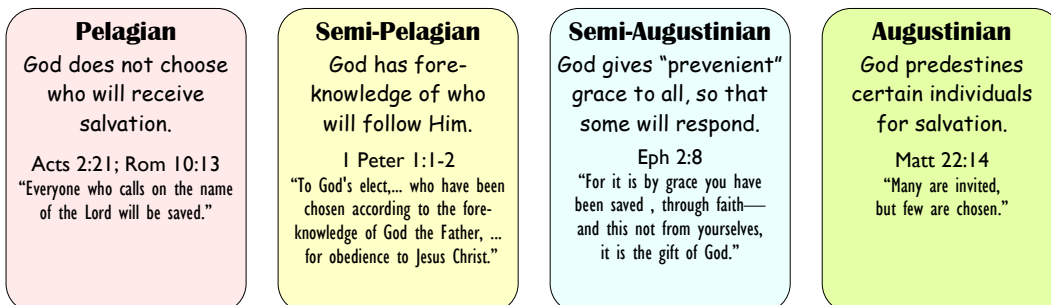 Pelagian
God does not choose
who will receive
salvation.
Acts 2:21; Rom 10:13
“Everyone who calls on the name
of the Lord will be saved.”
Semi-Pelagian
God has fore-
knowledge of who
will follow Him.
1 Peter 1:1-2
“To God's elect,... who have been
chosen according to the fore-
knowledge of God the Father, ...
for obedience to Jesus Christ.”
Semi-Augustinian
God gives “prevenient”
grace to all, so that
some will respond.
Eph 2:8
“For it is by grace you have
been saved , through faith—
and this not from yourselves,
it is the gift of God.”
Augustinian
God predestines
certain individuals
for salvation.
Matt 22:14
“Many are invited,
but few are chosen.”